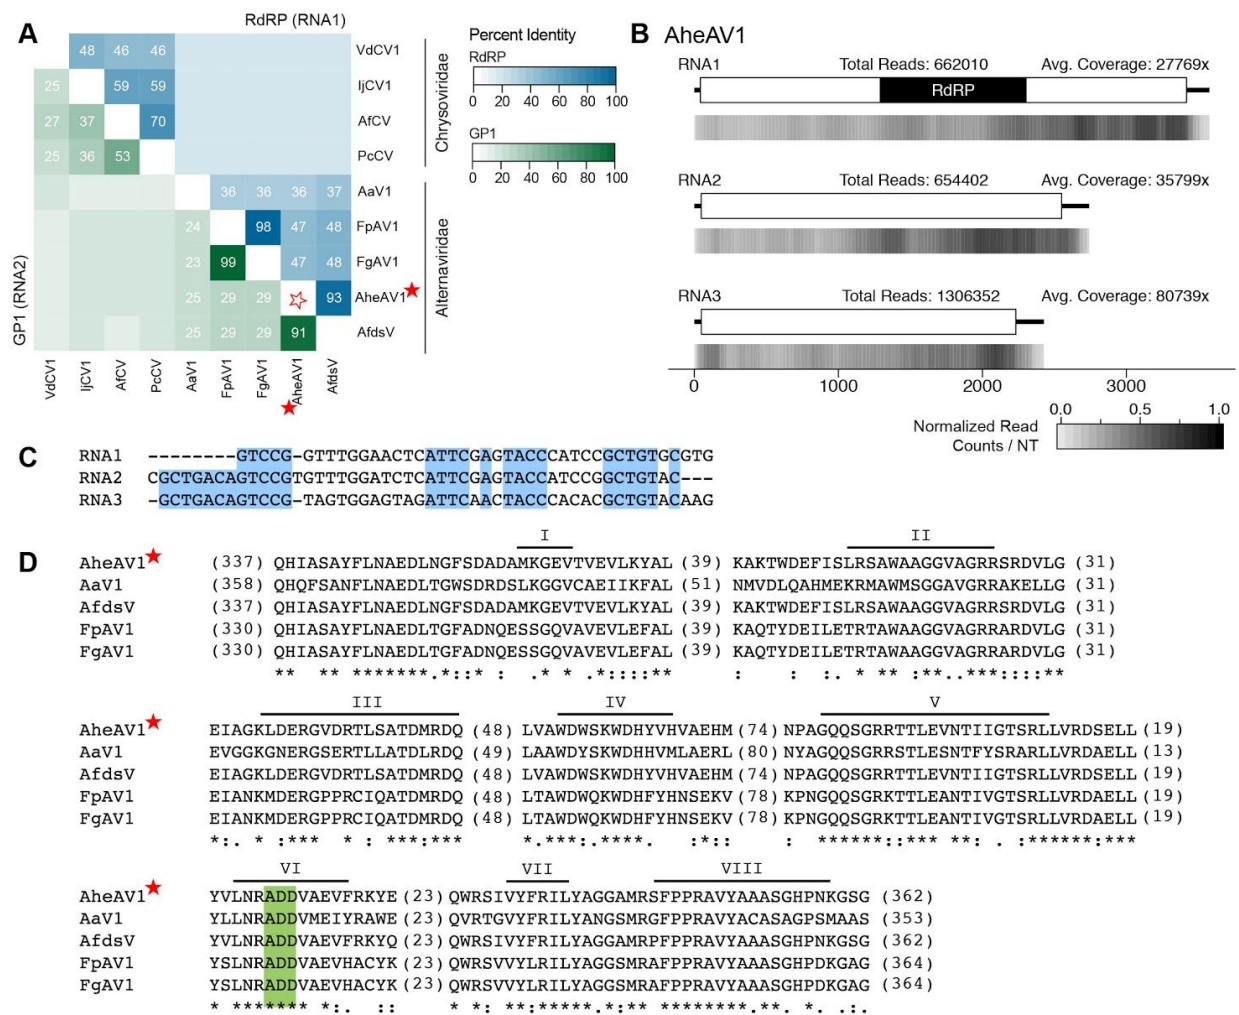 A
RdRP (RNA1)
48 46 46 VdCV1
25 59 59 IjCV1
27 37 70 AfCV
25 36 53 PcCV
36 36 36 37 AaV1
24 98 47 48 FpAV1
23 99 47 48 FgAV1
25 29 29 93 AheAV1
25 29 29 91 AfdsV
GP1 (RNA2)
VdCV1 IjCV1 AfCV PcCV AaV1 FpAV1 FgAV1 AheAV1 AfdsV
Chrysoviridae
Alternaviridae
Percent Identity
RdRP
0 20 40 60 80 100
GP1
0 20 40 60 80 100
B AheAV1
RNA1 Total Reads: 662010 Avg. Coverage: 27769x
RdRP
RNA2 Total Reads: 654402 Avg. Coverage: 35799x
RNA3 Total Reads: 1306352 Avg. Coverage: 80739x
0 1000 2000 3000
Normalized Read
Counts / NT
0.0 0.5 1.0
C
RNA1 --------GTCCG-GTTTGGAACTCATTCGAGTACCCATCCGCTGTGCGTG
RNA2 CGCTGACAGTCCGTGTTTGGATCTCATTCGAGTACCATCCGGCTGTAC---
RNA3 -GCTGACAGTCCG-TAGTGGAGTAGATTCAACTACCCACACGCTGTACAAG
D
I II
AheAV1 (337) QHIASAYFLNAEDLNGFSDADAMKGEVTVEVLKYAL (39) KAKTWDEFISLRSAWAAGGVAGRRSRDVLG (31)
AaV1 (358) QHQFSANFLNAEDLTGWSDRDSLKGGVCAEIIKFAL (51) NMVDLQAHMEKRMAWMSGGAVGRRAKELLG (31)
AfdsV (337) QHIASAYFLNAEDLNGFSDADAMKGEVTVEVLKYAL (39) KAKTWDEFISLRSAWAAGGVAGRRSRDVLG (31)
FpAV1 (330) QHIASAYFLNAEDLTGFADNQESSGQVAVEVLEFAL (39) KAQTYDEILETRTAWAAGGVAGRRARDVLG (31)
FgAV1 (330) QHIASAYFLNAEDLTGFADNQESSGQVAVEVLEFAL (39) KAQTYDEILETRTAWAAGGVAGRRARDVLG (31)
** ** *******.*::* .* * .*::::** : : :. * ** .**..***::::**
III IV V
AheAV1 EIAGKLDERGVDRTLSATDMRDQ (48) LVAWDWSKWDHYVHVAEHM (74) NPAGQQSGRRTTLEVNTIIGTSRLLVRDSELL (19)
AaV1 EVGGKGNERGSERTLSATDMRDQ (49) LAAWDYSKWDHHVMLAERL (80) NYAGQQSGRRSTLESNTFYSRARLLVRDSELL (13)
AfdsV EIAGKLDERGVDRTLSATDMRDQ (48) LVAWDWSKWDHYVHVAEHM (74) NPAGQQSGRRTTLEVNTIIGTSRLLVRDSELL (19)
FpAV1 EIANKMDERGPPRCIQATDMRDQ (48) LTAWDWQKWDHFYHNSEKV (78) KPNGQQSGRKTTLEANTIVGTSRLLVRDAELL (19)
FgAV1 EIANKMDERGPPRCIQATDMRDQ (48) LTAWDWQKWDHFYHNSEKV (78) KPNGQQSGRKTTLEANTIVGTSRLLVRDAELL (19)
*:. * :*** * : ******* *.***:.****. :*:: : ******::*** **: . :*******:***
VI VII VIII
AheAV1 YVLNRADDVAEVFRKYE (23) QWRSIVYFRILYAGGAMRSFPPRAVYAAASGHPNKGSG (362)
AaV1 YLLNRADDVMEIYRAWE (23) QVRTGVYFRILYANGSMRGFPPRAVYACASAGPSMAAS (353)
AfdsV YVLNRADDVAEVFRKYQ (23) QWRSIVYFRILYAGGAMRPFPPRAVYAAASGHPNKGSG (362)
FpAV1 YSLNRADDVAEVHACYK (23) QWRSVVYLRILYAGGSMRAFPPRAVYAAASGHPDKGAG (364)
FgAV1 YSLNRADDVAEVHACYK (23) QWRSVVYLRILYAGGSMRAFPPRAVYAAASGHPDKGAG (364)
* ******* *:. :: * *: **:*****.*:** ********.**. *. .:.